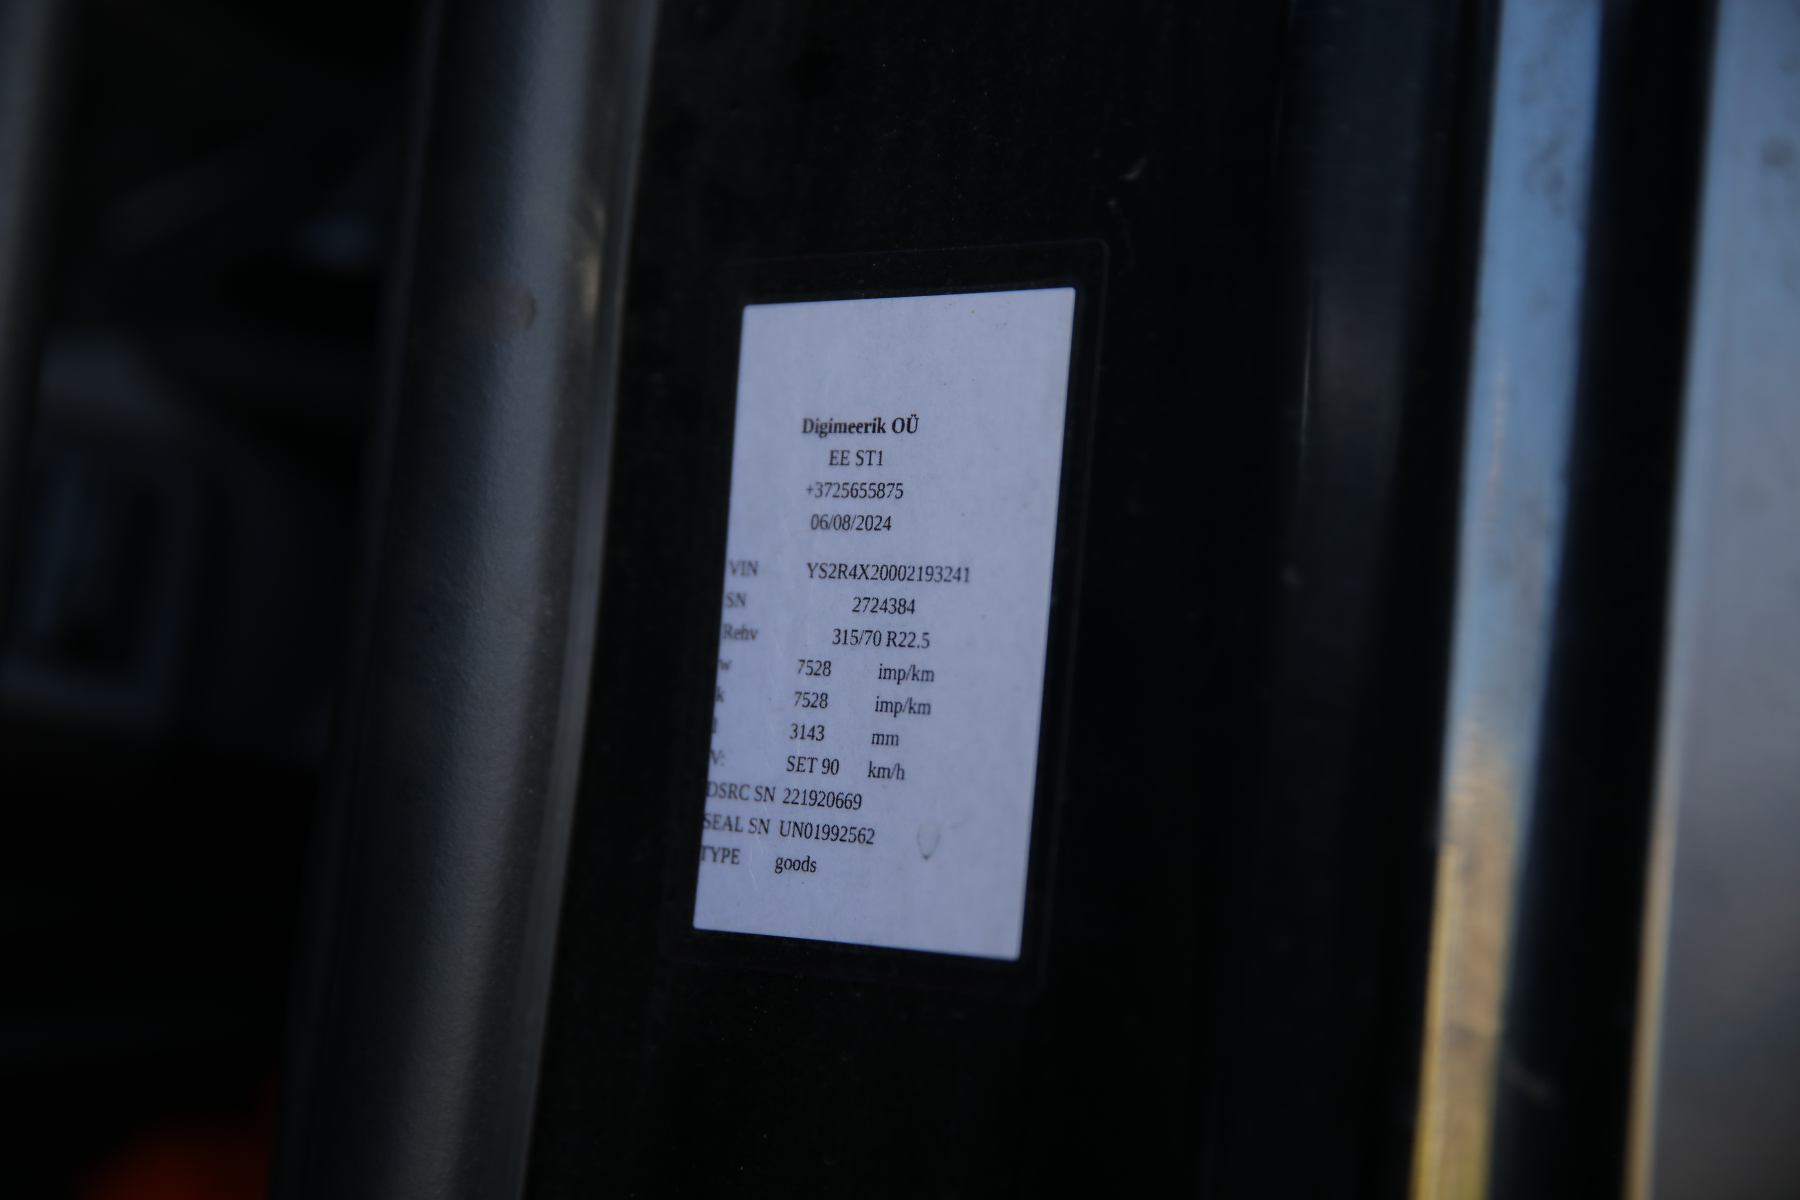 Digimeerik OÜ
EE ST1
+3725655875
06/08/2024
VIN YS2R4X20002193241
SN 2724384
Rehv 315/70 R22.5
w 7528 imp/km
k 7528 imp/km
l 3143 mm
V: SET 90 km/h
DSRC SN 221920669
SEAL SN UN01992562
TYPE goods